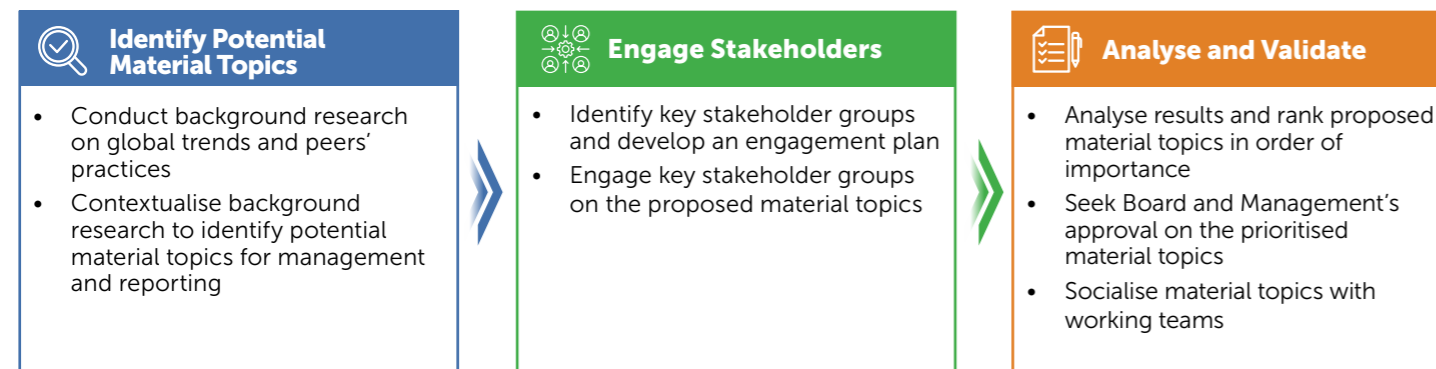 Identify Potential
Material Topics
• Conduct background research
on global trends and peers’
practices
• Contextualise background
research to identify potential
material topics for management
and reporting
Engage Stakeholders
• Identify key stakeholder groups
and develop an engagement plan
• Engage key stakeholder groups
on the proposed material topics
Analyse and Validate
• Analyse results and rank proposed
material topics in order of
importance
• Seek Board and Management’s
approval on the prioritised
material topics
• Socialise material topics with
working teams